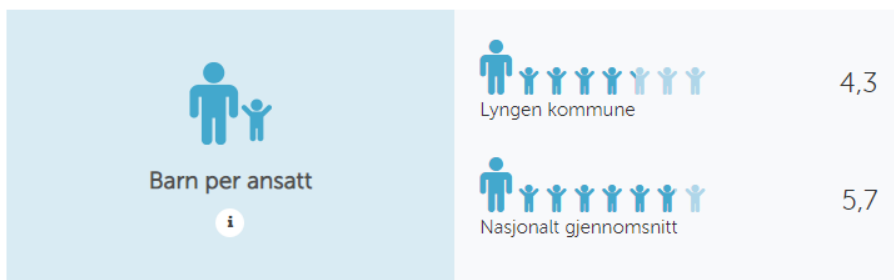 Barn per ansatt
i
Lyngen kommune
4,3
Nasjonalt gjennomsnitt
5,7